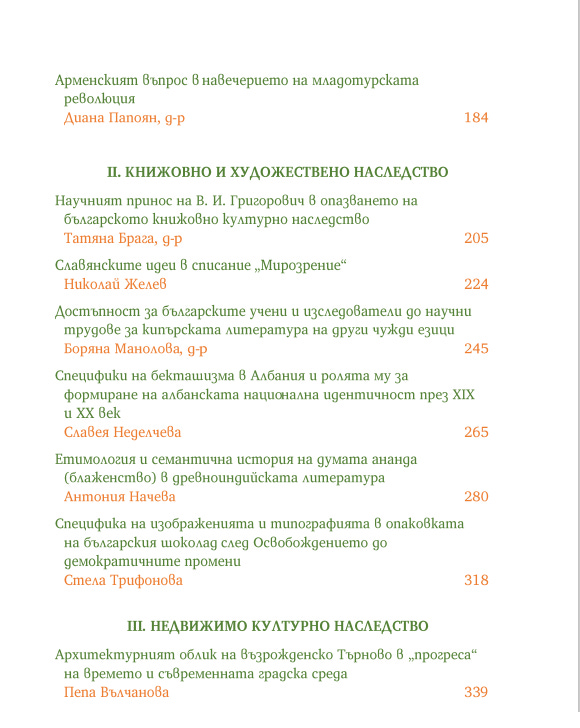 Арменският въпрос в навечерието на младотурската
революция
Диана Папоян, д-р 184
II. КНИЖОВНО И ХУДОЖЕСТВЕНО НАСЛЕДСТВО
Научният принос на В. И. Григорович в опазването на
българското книжовно културно наследство
Татяна Брага, д-р 205
Славянските идеи в списание „Мирозрение“
Николай Желев 224
Достъпност за българските учени и изследователи до научни
трудове за кипърската литература на други чужди езици
Боряна Манолова, д-р 245
Специфики на бекташизма в Албания и ролята му за
формиране на албанската национална идентичност през XIX
и XX век
Славея Неделчева 265
Етимология и семантична история на думата ананда
(блаженство) в древноиндийската литература
Антония Начева 280
Специфика на изображенията и типографията в опаковката
на българския шоколад след Освобождението до
демократичните промени
Стела Трифонова 318
III. НЕДВИЖИМО КУЛТУРНО НАСЛЕДСТВО
Архитектурният облик на възрожденско Търново в „прогреса“
на времето и съвременната градска среда
Пепа Вълчанова 339